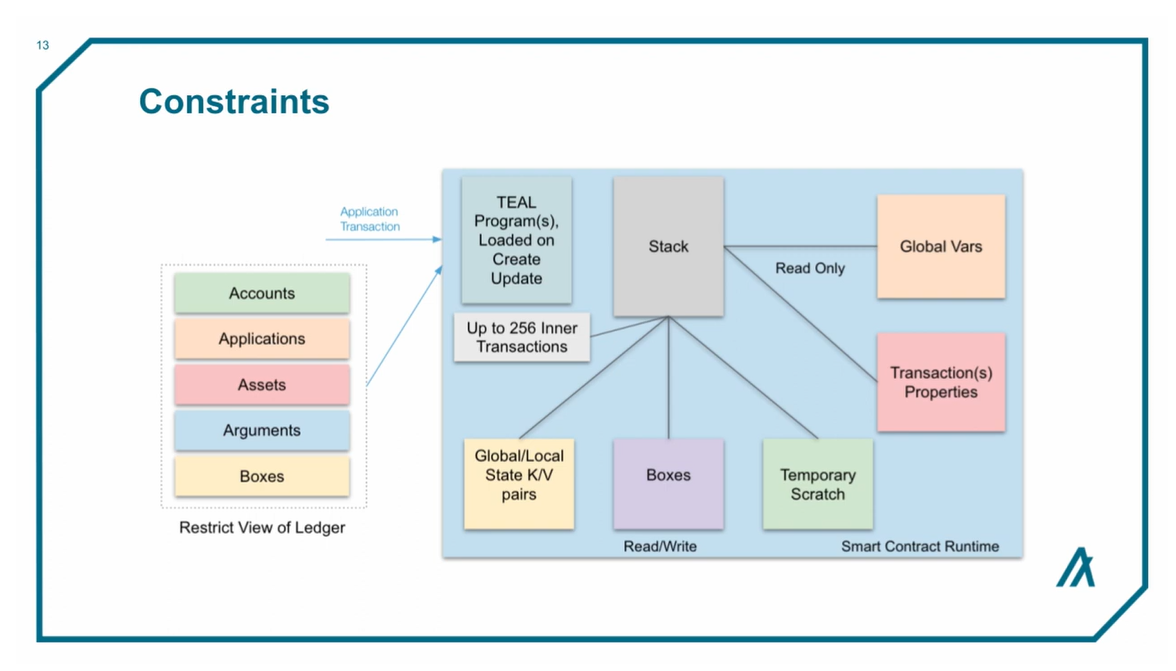 13
Constraints
Application
Transaction
Accounts
Applications
Assets
Arguments
Boxes
Restrict View of Ledger
TEAL
Program(s),
Loaded on
Create
Update
Stack
Global Vars
Read Only
Up to 256 Inner
Transactions
Transaction(s)
Properties
Global/Local
State K/V
pairs
Boxes
Temporary
Scratch
Read/Write
Smart Contract Runtime